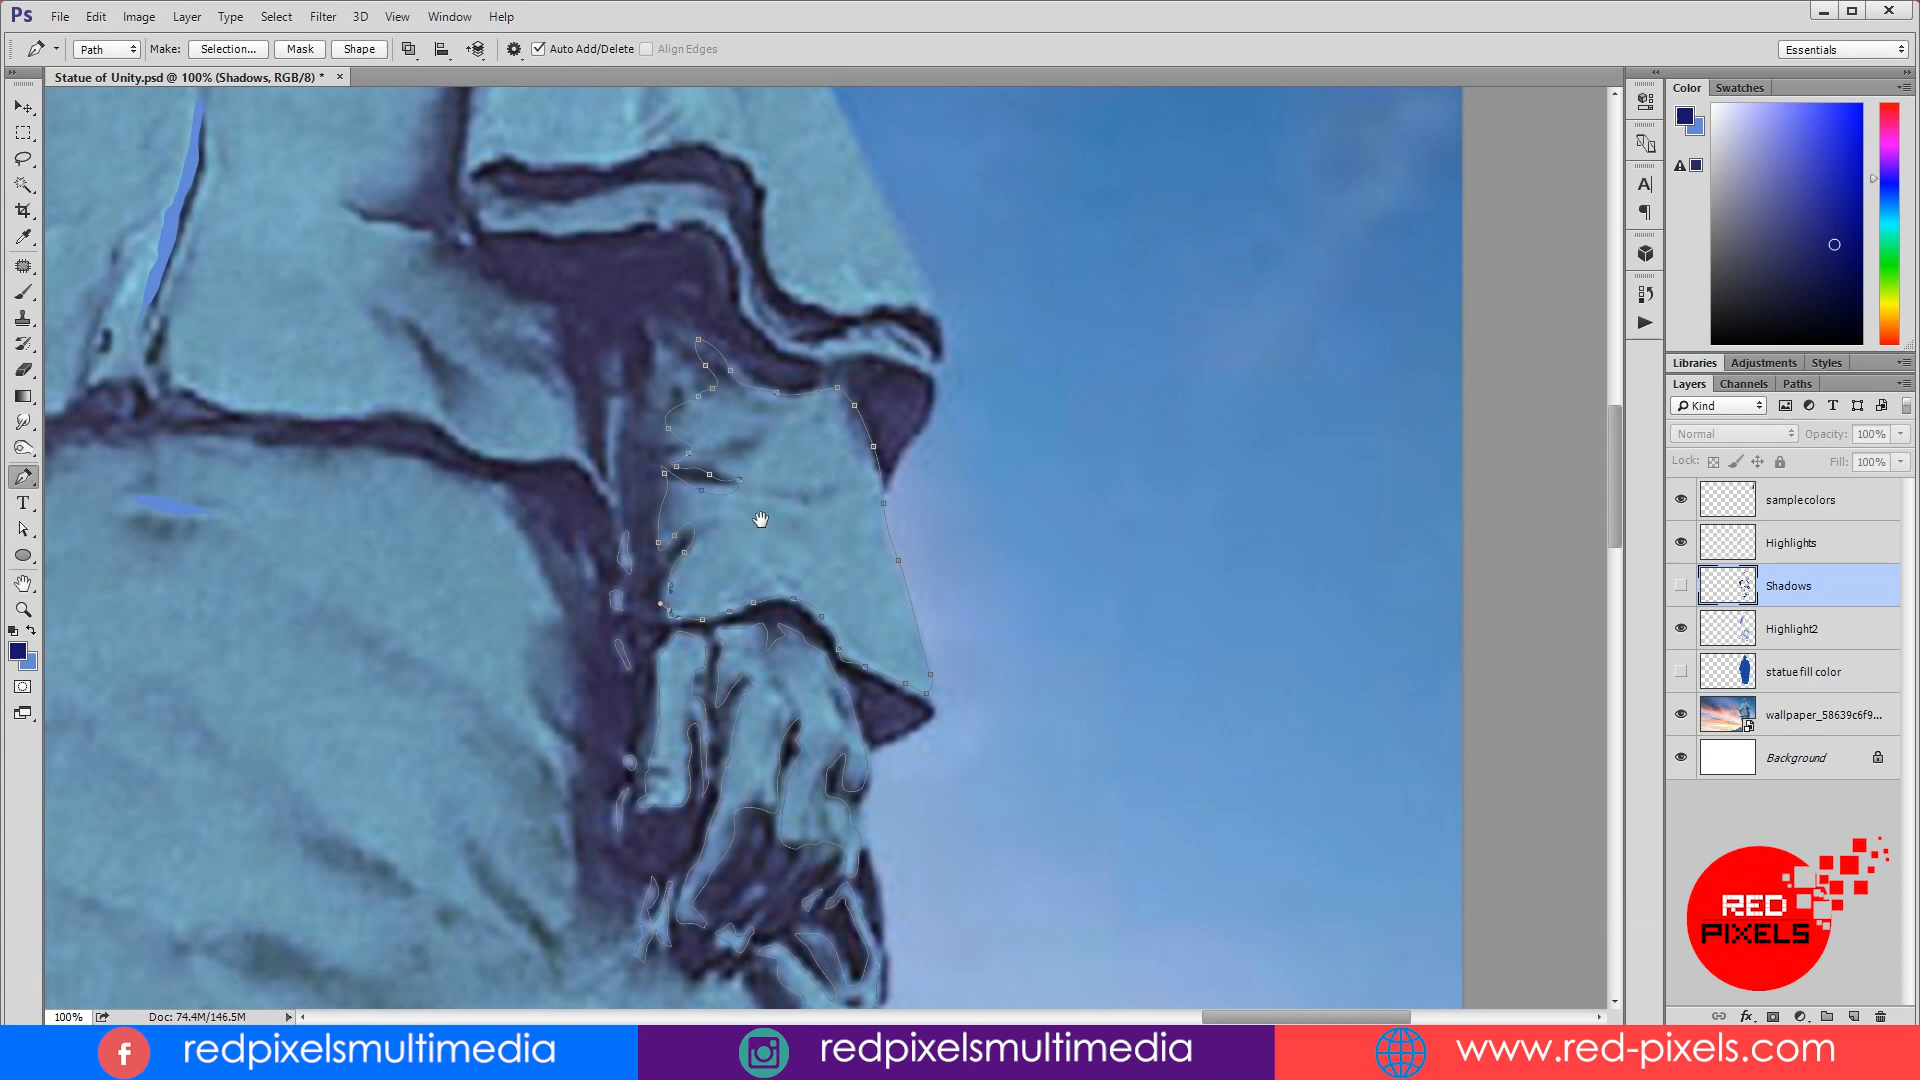 Ps File Edit Image Layer Type Select Filter 3D View Window Help
Path Make: Selection... Mask Shape Auto Add/Delete Align Edges Essentials
Statue of Unity.psd @ 100% (Shadows, RGB/8) *
Color Swatches
Libraries Adjustments Styles
Layers Channels Paths
Kind
Normal Opacity: 100%
Lock: Fill: 100%
sample colors
Highlights
Shadows
Highlight2
statue fill color
wallpaper_58639c6f9...
Background
RED
PIXELS
100% Doc: 74.4M/146.5M
redpixelsmultimedia redpixelsmultimedia www.red-pixels.com